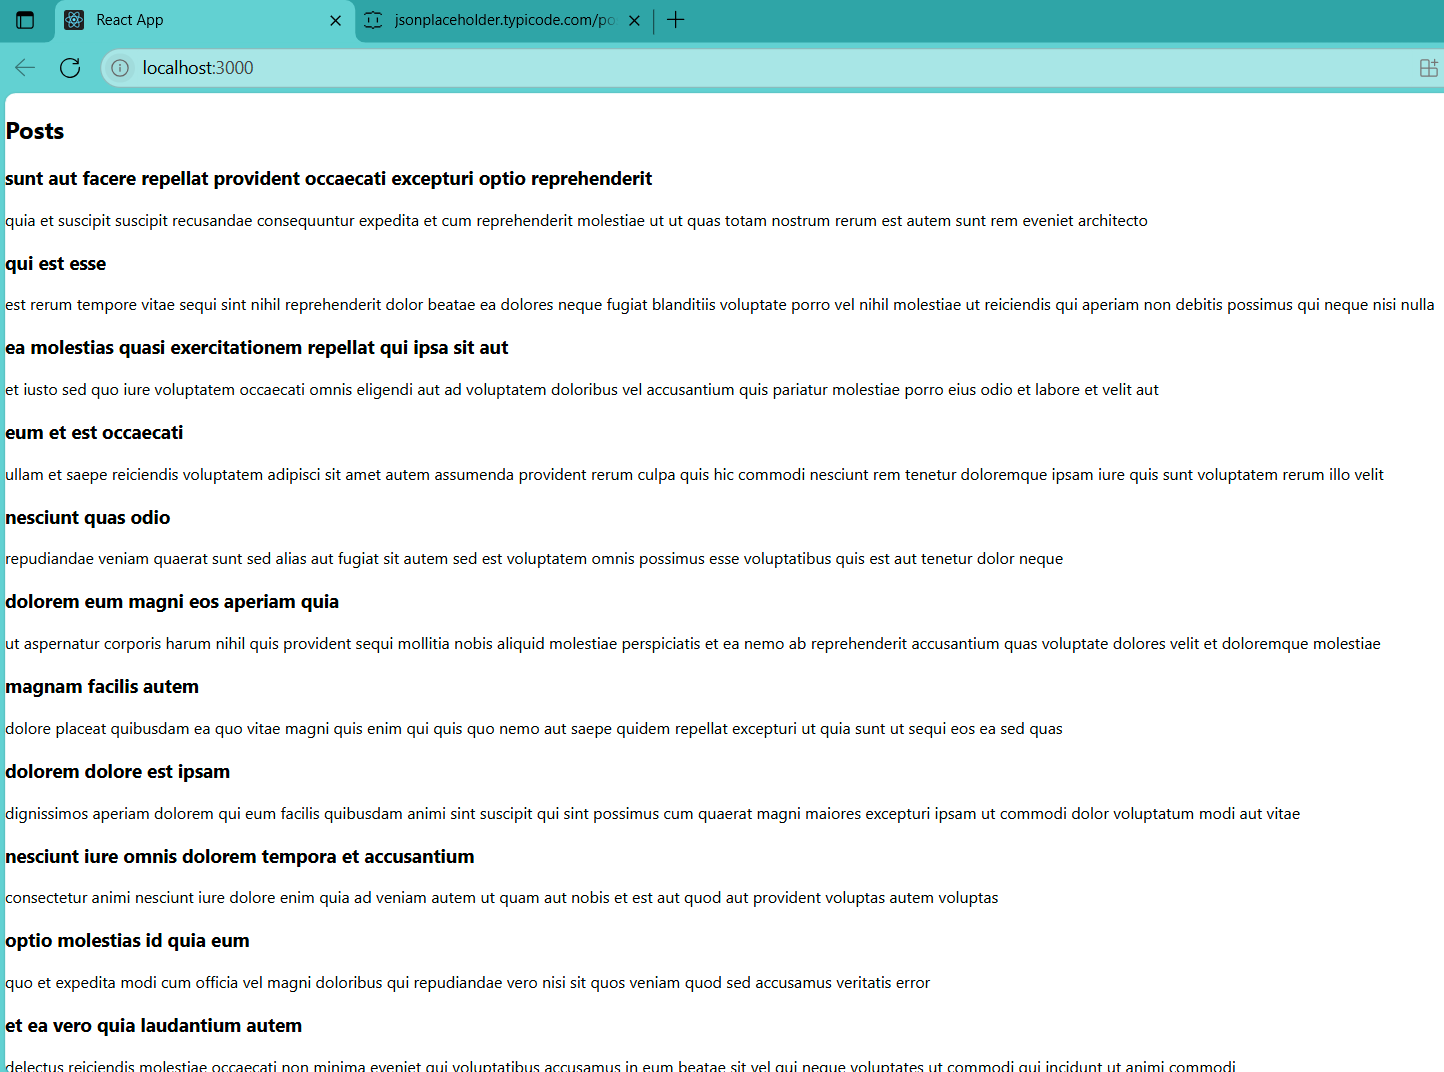 React App
jsonplaceholder.typicode.com/po
localhost:3000
Posts
sunt aut facere repellat provident occaecati excepturi optio reprehenderit
quia et suscipit suscipit recusandae consequuntur expedita et cum reprehenderit molestiae ut ut quas totam nostrum rerum est autem sunt rem eveniet architecto
qui est esse
est rerum tempore vitae sequi sint nihil reprehenderit dolor beatae ea dolores neque fugiat blanditiis voluptate porro vel nihil molestiae ut reiciendis qui aperiam non debitis possimus qui neque nisi nulla
ea molestias quasi exercitationem repellat qui ipsa sit aut
et iusto sed quo iure voluptatem occaecati omnis eligendi aut ad voluptatem doloribus vel accusantium quis pariatur molestiae porro eius odio et labore et velit aut
eum et est occaecati
ullam et saepe reiciendis voluptatem adipisci sit amet autem assumenda provident rerum culpa quis hic commodi nesciunt rem tenetur doloremque ipsam iure quis sunt voluptatem rerum illo velit
nesciunt quas odio
repudiandae veniam quaerat sunt sed alias aut fugiat sit autem sed est voluptatem omnis possimus esse voluptatibus quis est aut tenetur dolor neque
dolorem eum magni eos aperiam quia
ut aspernatur corporis harum nihil quis provident sequi mollitia nobis aliquid molestiae perspiciatis et ea nemo ab reprehenderit accusantium quas voluptate dolores velit et doloremque molestiae
magnam facilis autem
dolore placeat quibusdam ea quo vitae magni quis enim qui quis quo nemo aut saepe quidem repellat excepturi ut quia sunt ut sequi eos ea sed quas
dolorem dolore est ipsam
dignissimos aperiam dolorem qui eum facilis quibusdam animi sint suscipit qui sint possimus cum quaerat magni maiores excepturi ipsam ut commodi dolor voluptatum modi aut vitae
nesciunt iure omnis dolorem tempora et accusantium
consectetur animi nesciunt iure dolore enim quia ad veniam autem ut quam aut nobis et est aut quod aut provident voluptas autem voluptas
optio molestias id quia eum
quo et expedita modi cum officia vel magni doloribus qui repudiandae vero nisi sit quos veniam quod sed accusamus veritatis error
et ea vero quia laudantium autem
delectus reiciendis molestiae occaecati non minima eveniet qui voluptatibus accusamus in eum beatae sit vel qui neque voluptates ut commodi qui incidunt ut animi commodi